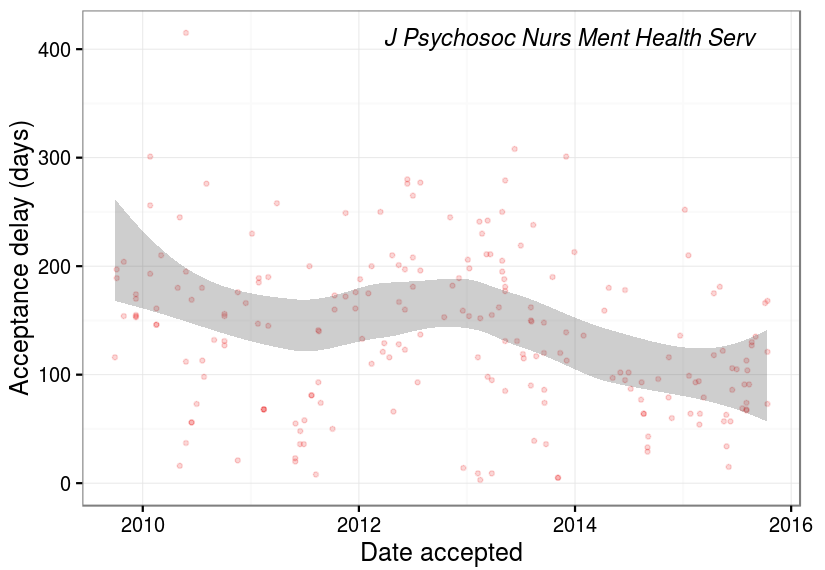 J Psychosoc Nurs Ment Health Serv
Acceptance delay (days)
400
300
200
100
0
2010 2012 2014 2016
Date accepted